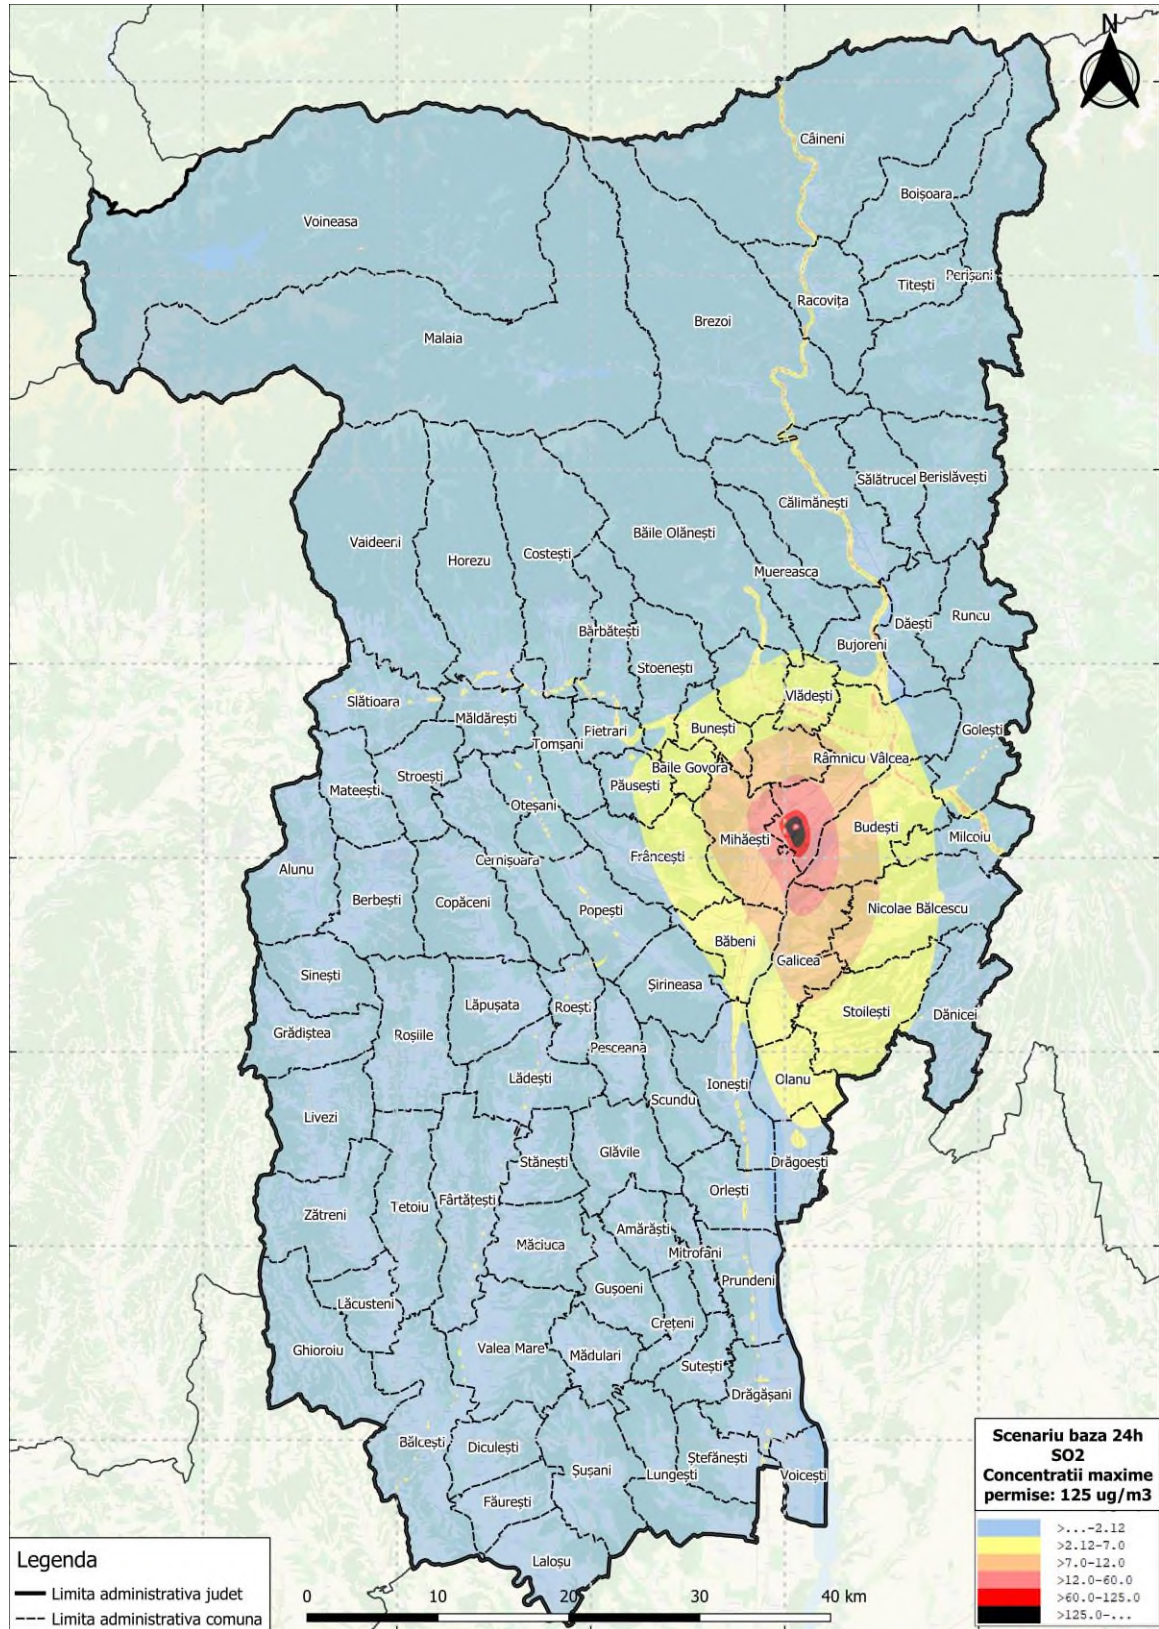 N
Câineni
Boișoara
Voineasa
Perișani
Titești
Racovița
Brezoi
Malaia
Sălătrucel
Berislăvești
Călimănești
Băile Olănești
Vaideeni
Costești
Horezu
Muereasca
Runcu
Dăești
Bărbătești
Bujoreni
Stoenești
Vlădești
Slătioara
Măldărești
Bunești
Golești
Fietrari
Tomșani
Râmnicu Vâlcea
Baile Govora
Stroești
Păusești
Mateești
Oteșani
Budești
Mihăești
Milcoiu
Frâncești
Cernișoara
Alunu
Berbești
Copăceni
Nicolae Bălcescu
Popești
Băbeni
Galicea
Sinești
Șirineasa
Lăpușata
Roești
Stoilești
Dănicei
Grădiștea
Roșiile
Pesceana
Lădești
Olanu
Ionești
Scundu
Livezi
Glăvile
Stănești
Drăgoești
Orlești
Fârtățești
Tetoiu
Zătreni
Amărăști
Măciuca
Mitrofani
Prundeni
Gușoeni
Lăcusteni
Crețeni
Valea Mare
Ghioroiu
Mădulari
Sutești
Drăgășani
Bălcești
Diculești
Ștefănești
Șușani
Lungești
Voicești
Făurești
Laloșu
Scenariu baza 24h
SO2
Concentratii maxime
permise: 125 ug/m3
>...-2.12
>2.12-7.0
>7.0-12.0
>12.0-60.0
>60.0-125.0
>125.0-...
Legenda
Limita administrativa judet
Limita administrativa comuna
0 10 20 30 40 km